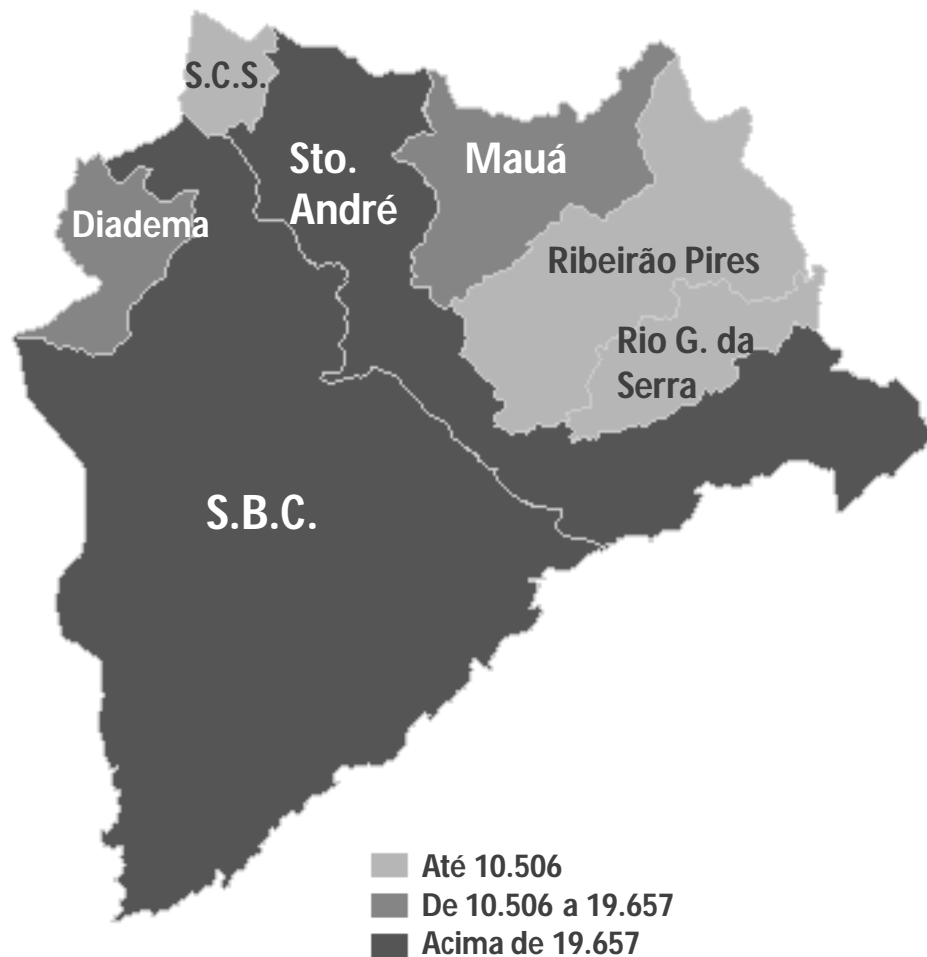 S.C.S.
Sto.
André
Mauá
Diadema
Ribeirão Pires
Rio G. da
Serra
S.B.C.
Até 10.506
De 10.506 a 19.657
Acima de 19.657